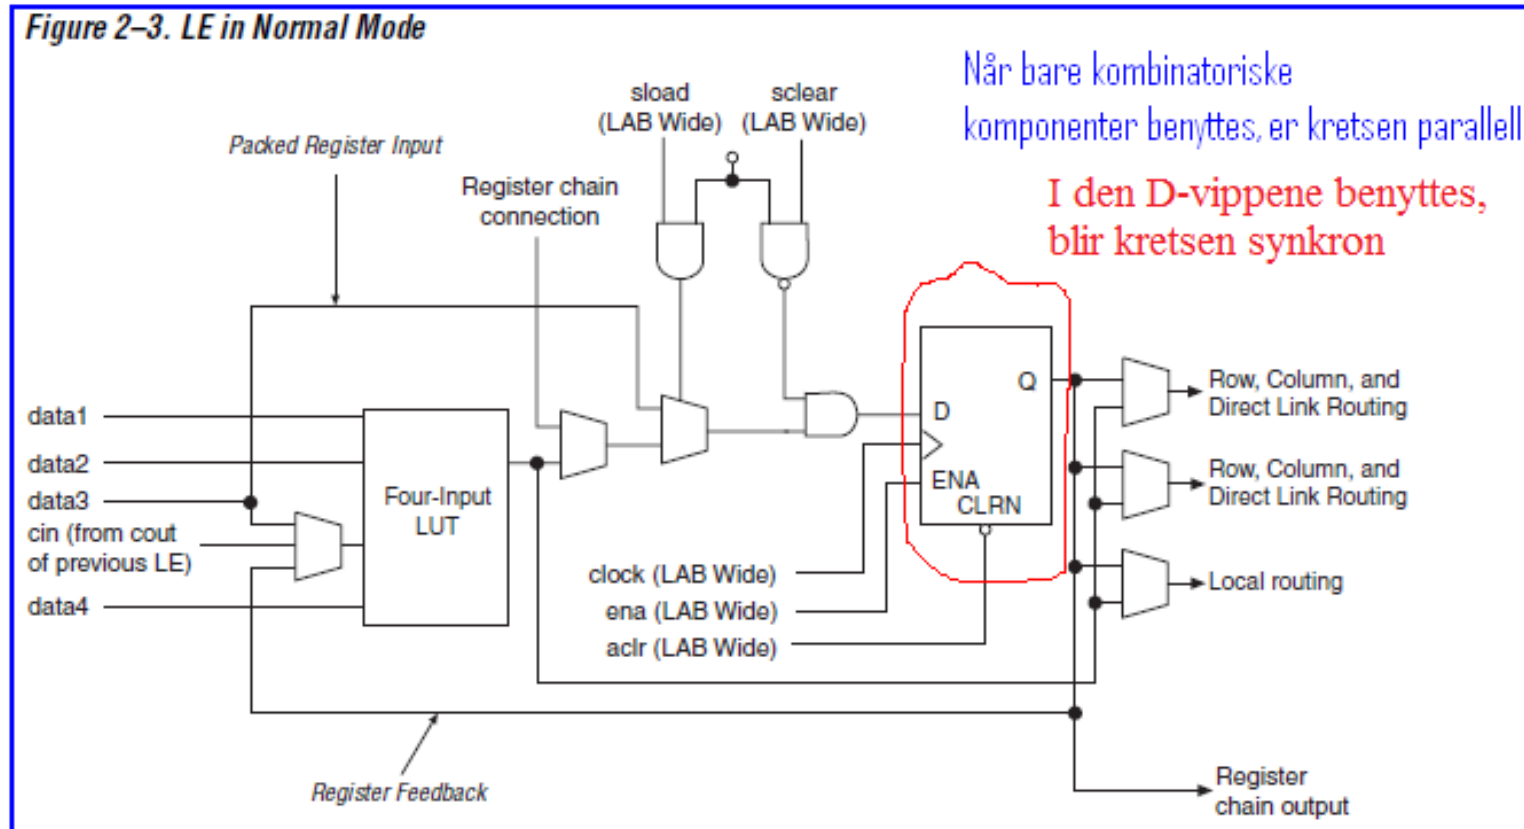 Figure 2–3. LE in Normal Mode
Når bare kombinatoriske
komponenter benyttes, er kretsen parallell
I den D-vippene benyttes,
blir kretsen synkron
sload
(LAB Wide)
sclear
(LAB Wide)
Packed Register Input
Register chain
connection
data1
data2
data3
cin (from cout
of previous LE)
data4
Four-Input
LUT
D
Q
ENA
CLRN
clock (LAB Wide)
ena (LAB Wide)
aclr (LAB Wide)
Row, Column, and
Direct Link Routing
Row, Column, and
Direct Link Routing
Local routing
Register Feedback
Register
chain output